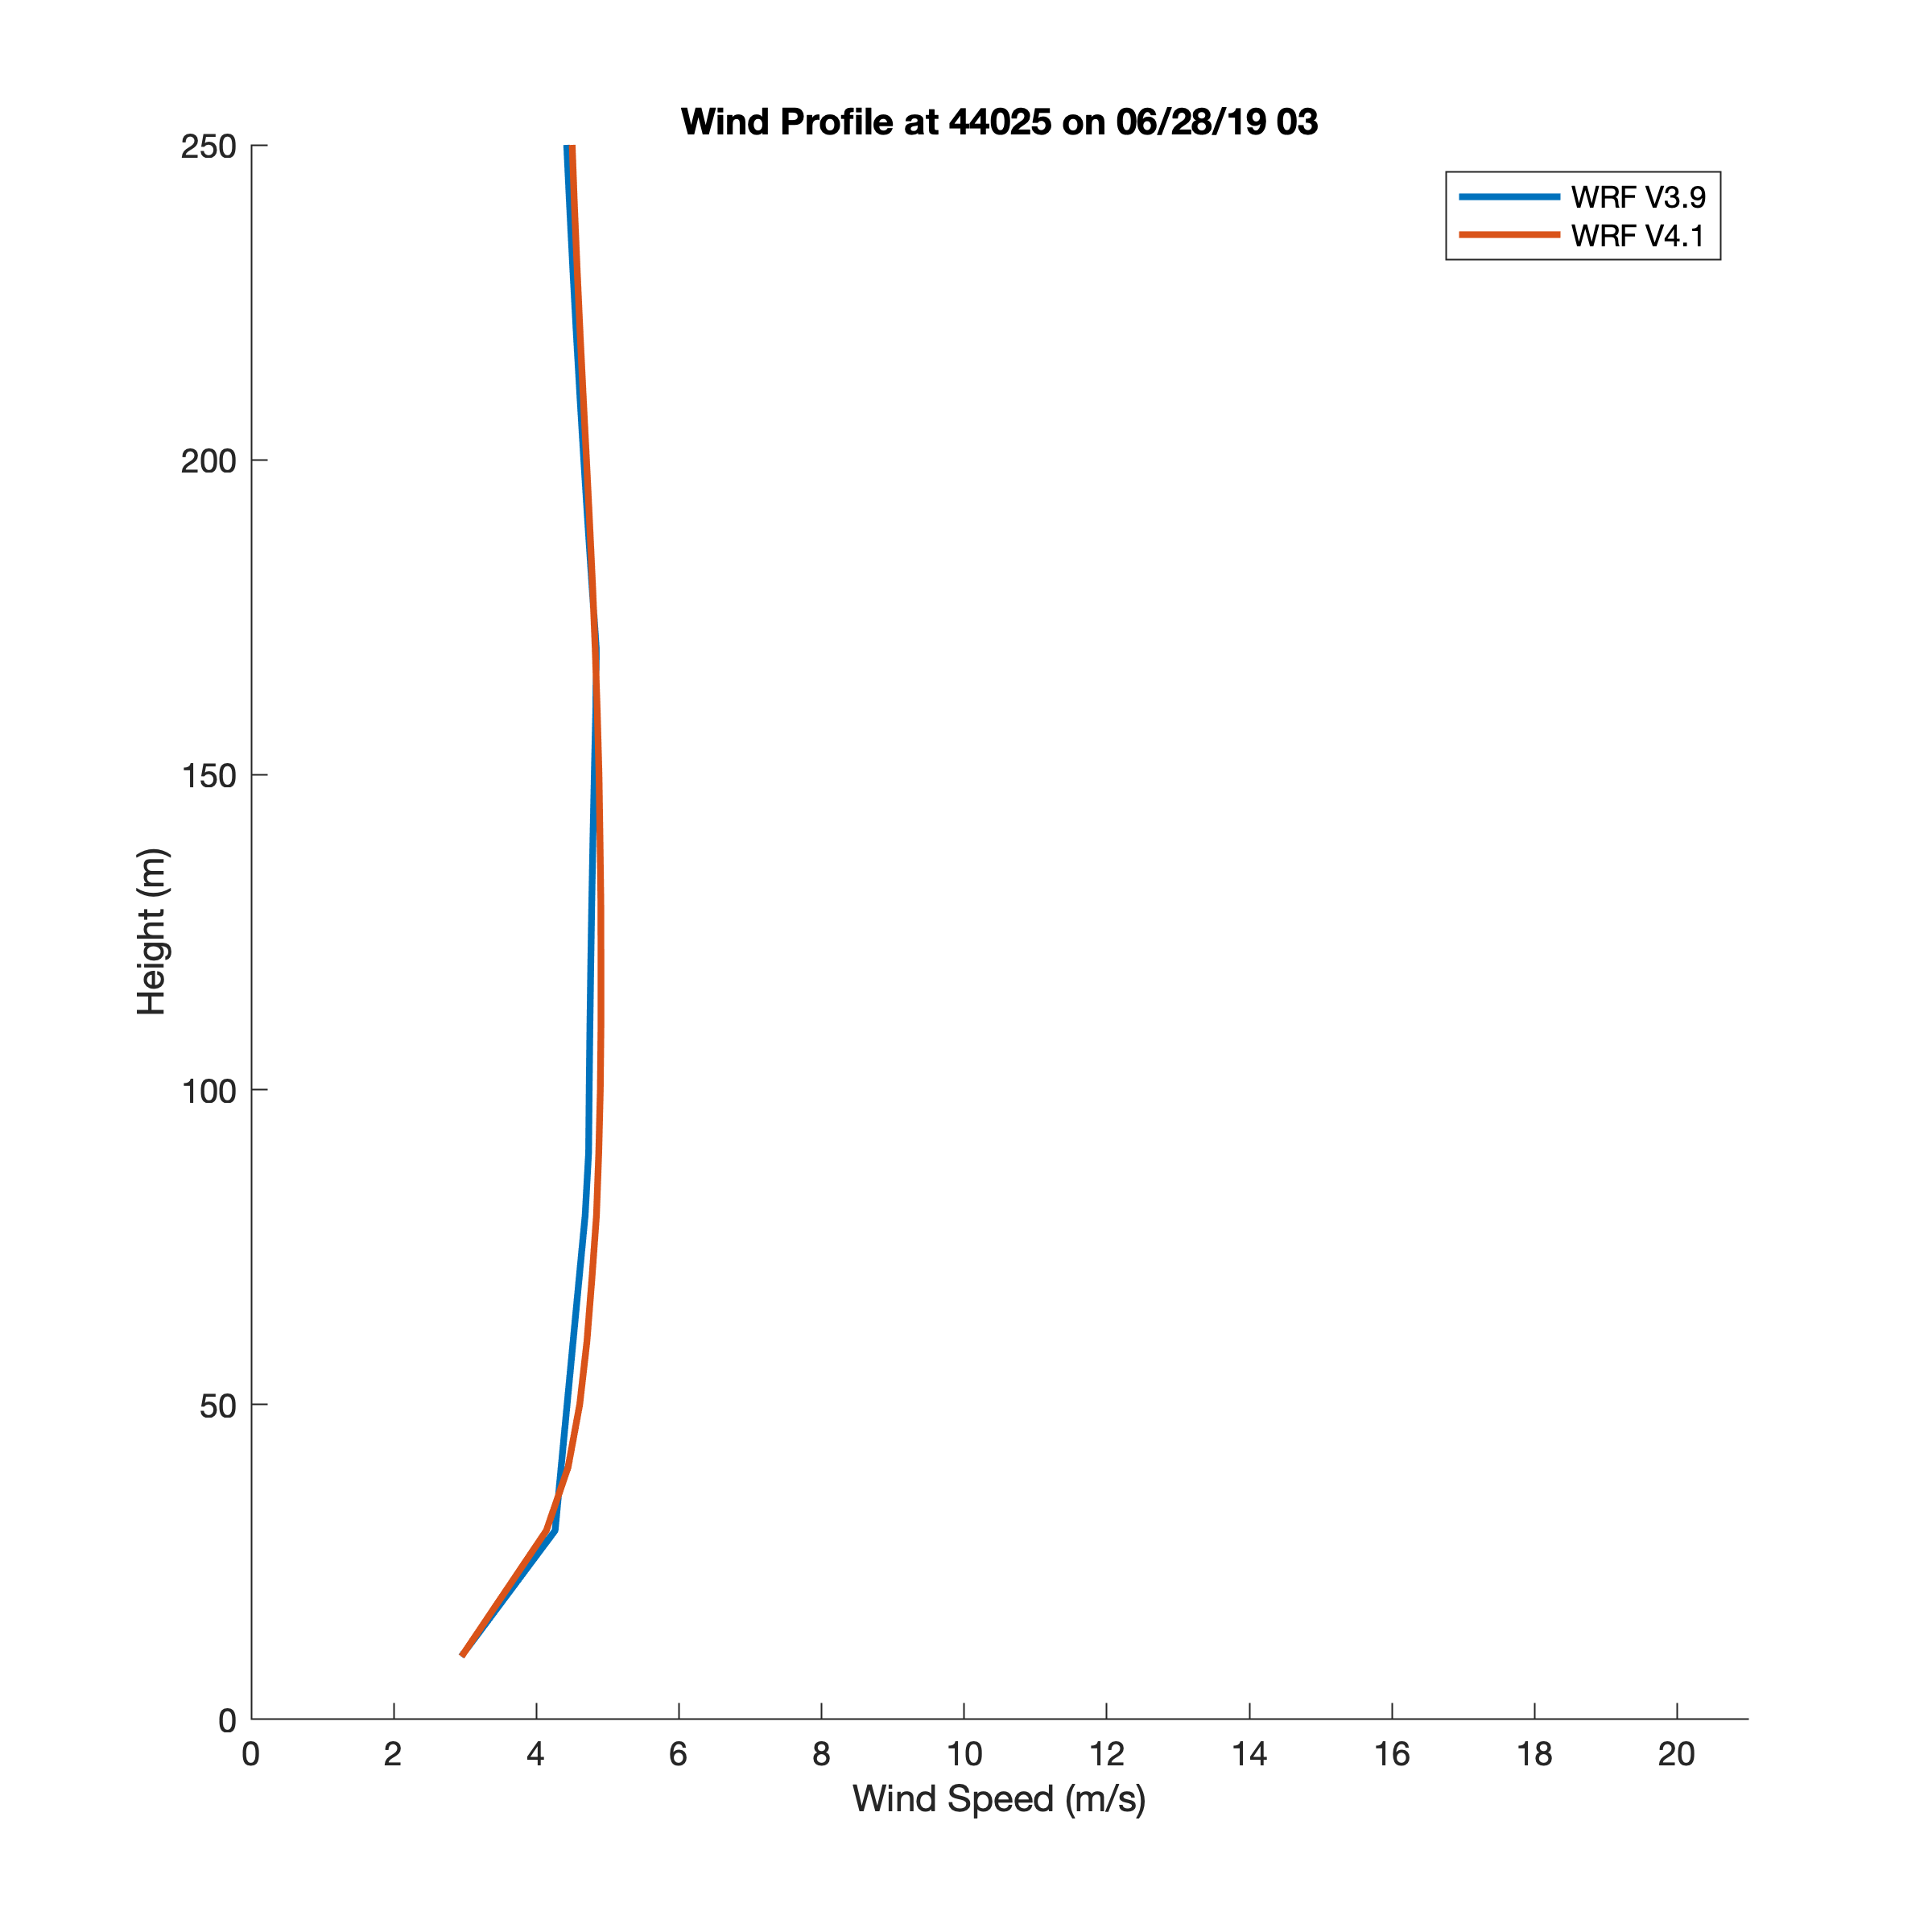 Wind Profile at 44025 on 06/28/19 03
WRF V3.9
WRF V4.1
250
200
150
100
50
0
Height (m)
0 2 4 6 8 10 12 14 16 18 20
Wind Speed (m/s)